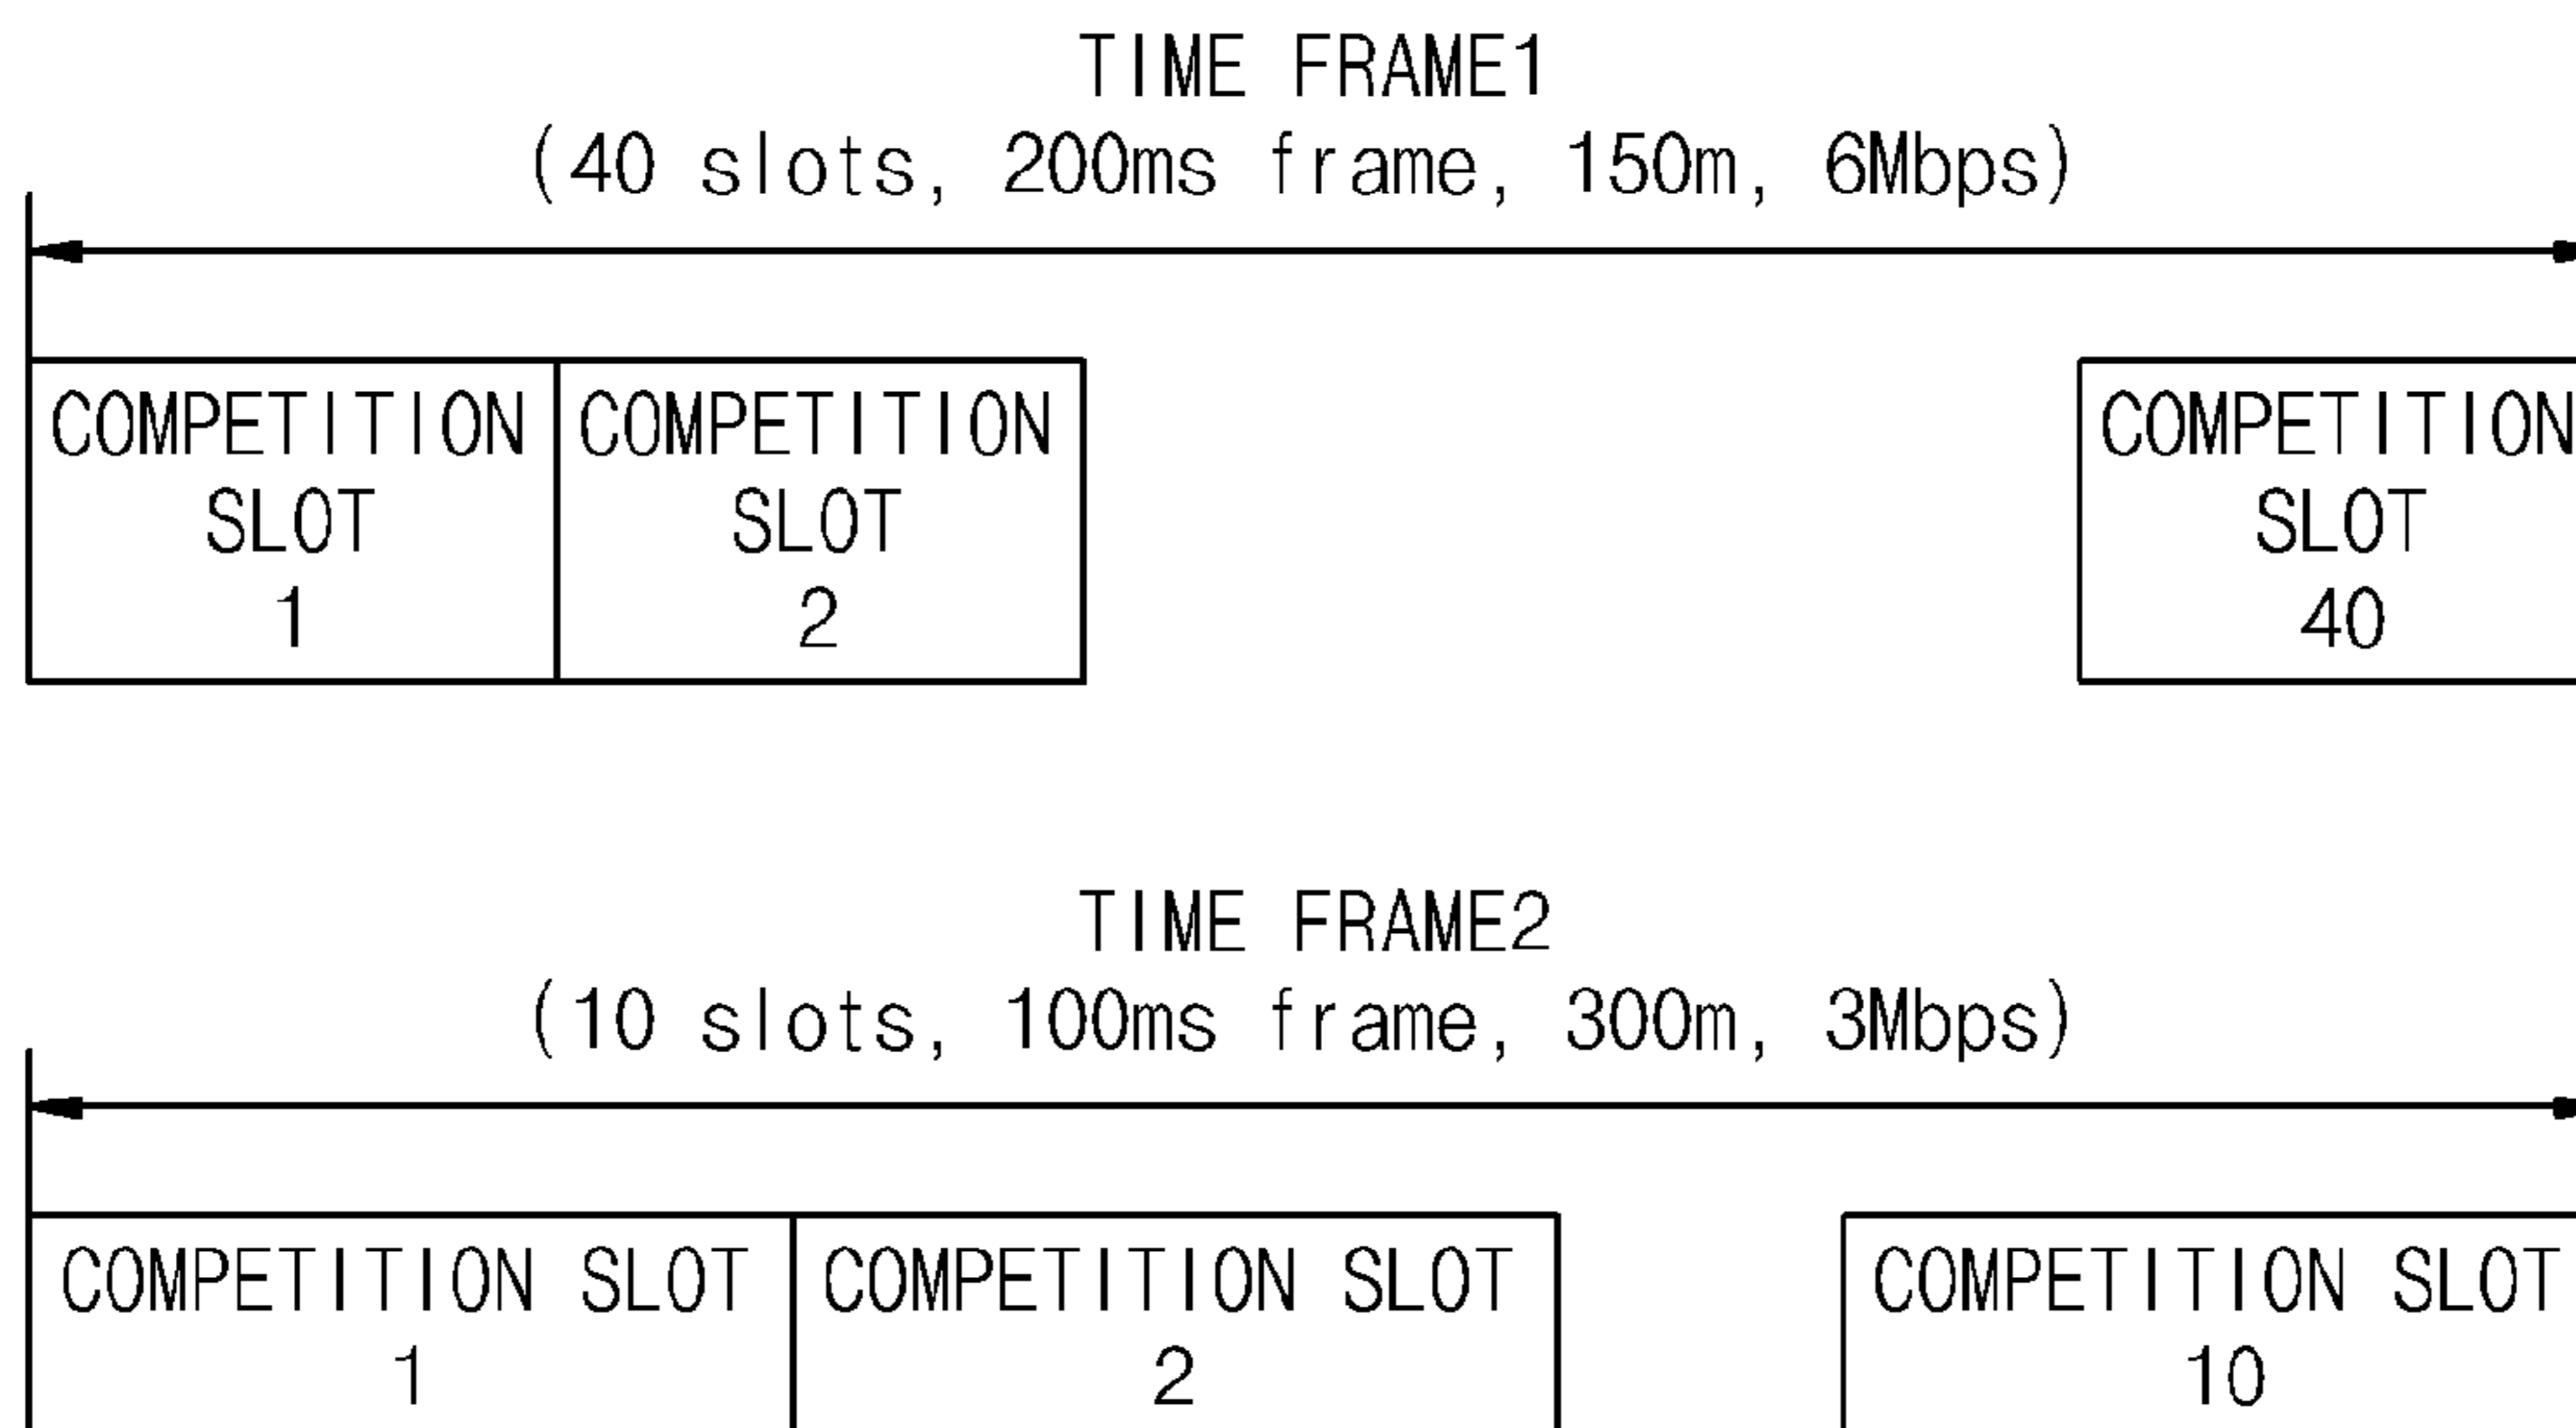 TIME FRAME1
(40 slots, 200ms frame, 150m, 6Mbps)
COMPETITION COMPETITION COMPETITION
SLOT SLOT SLOT
1 2 40
TIME FRAME2
(10 slots, 100ms frame, 300m, 3Mbps)
COMPETITION SLOT COMPETITION SLOT COMPETITION SLOT
1 2 10